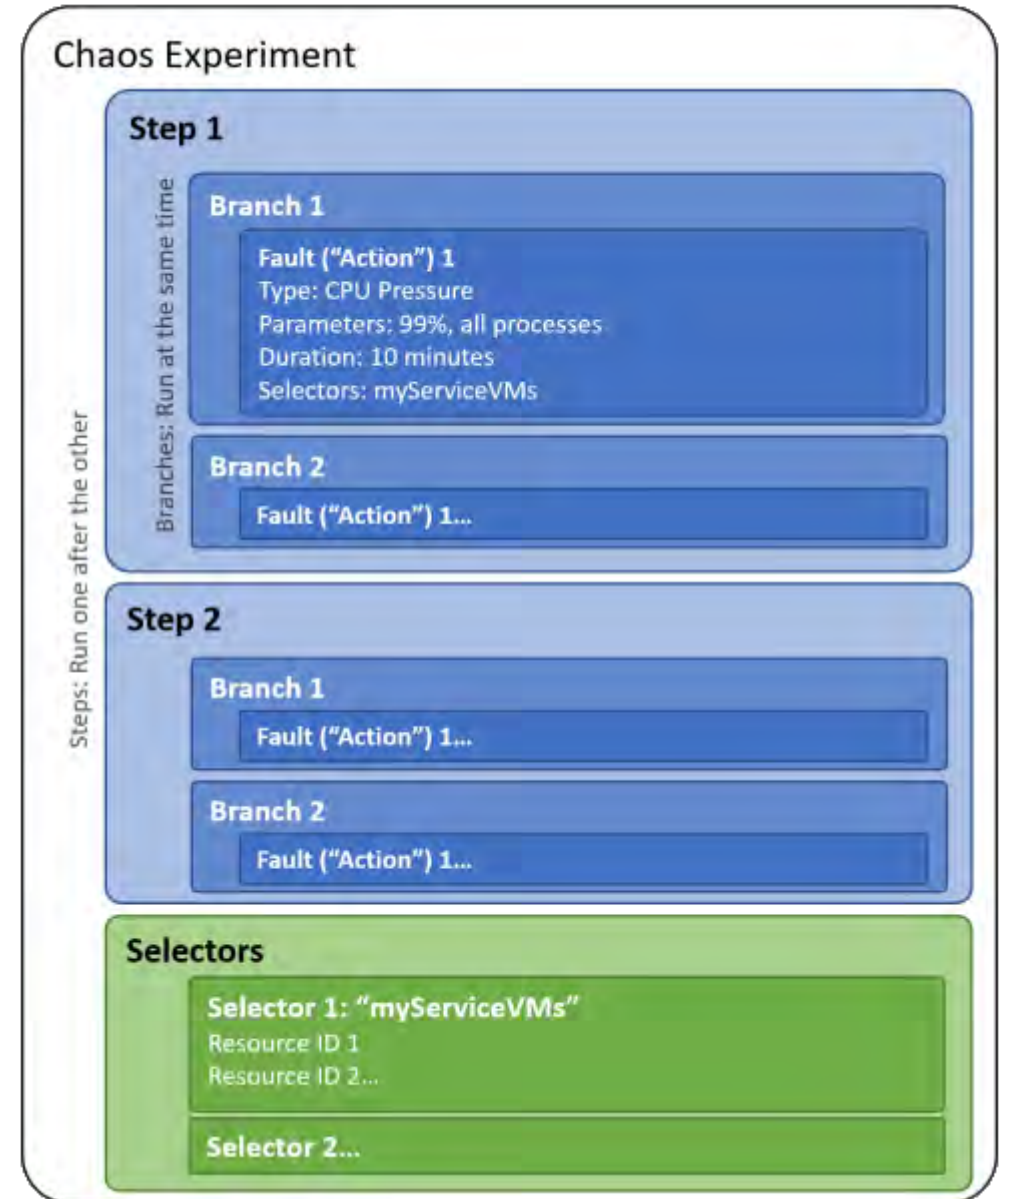 Chaos Experiment
Steps: Run one after the other
Step 1
Branches: Run at the same time
Branch 1
Fault (“Action”) 1
Type: CPU Pressure
Parameters: 99%, all processes
Duration: 10 minutes
Selectors: myServiceVMs
Branch 2
Fault (“Action”) 1...
Step 2
Branch 1
Fault (“Action”) 1...
Branch 2
Fault (“Action”) 1...
Selectors
Selector 1: “myServiceVMs”
Resource ID 1
Resource ID 2...
Selector 2...